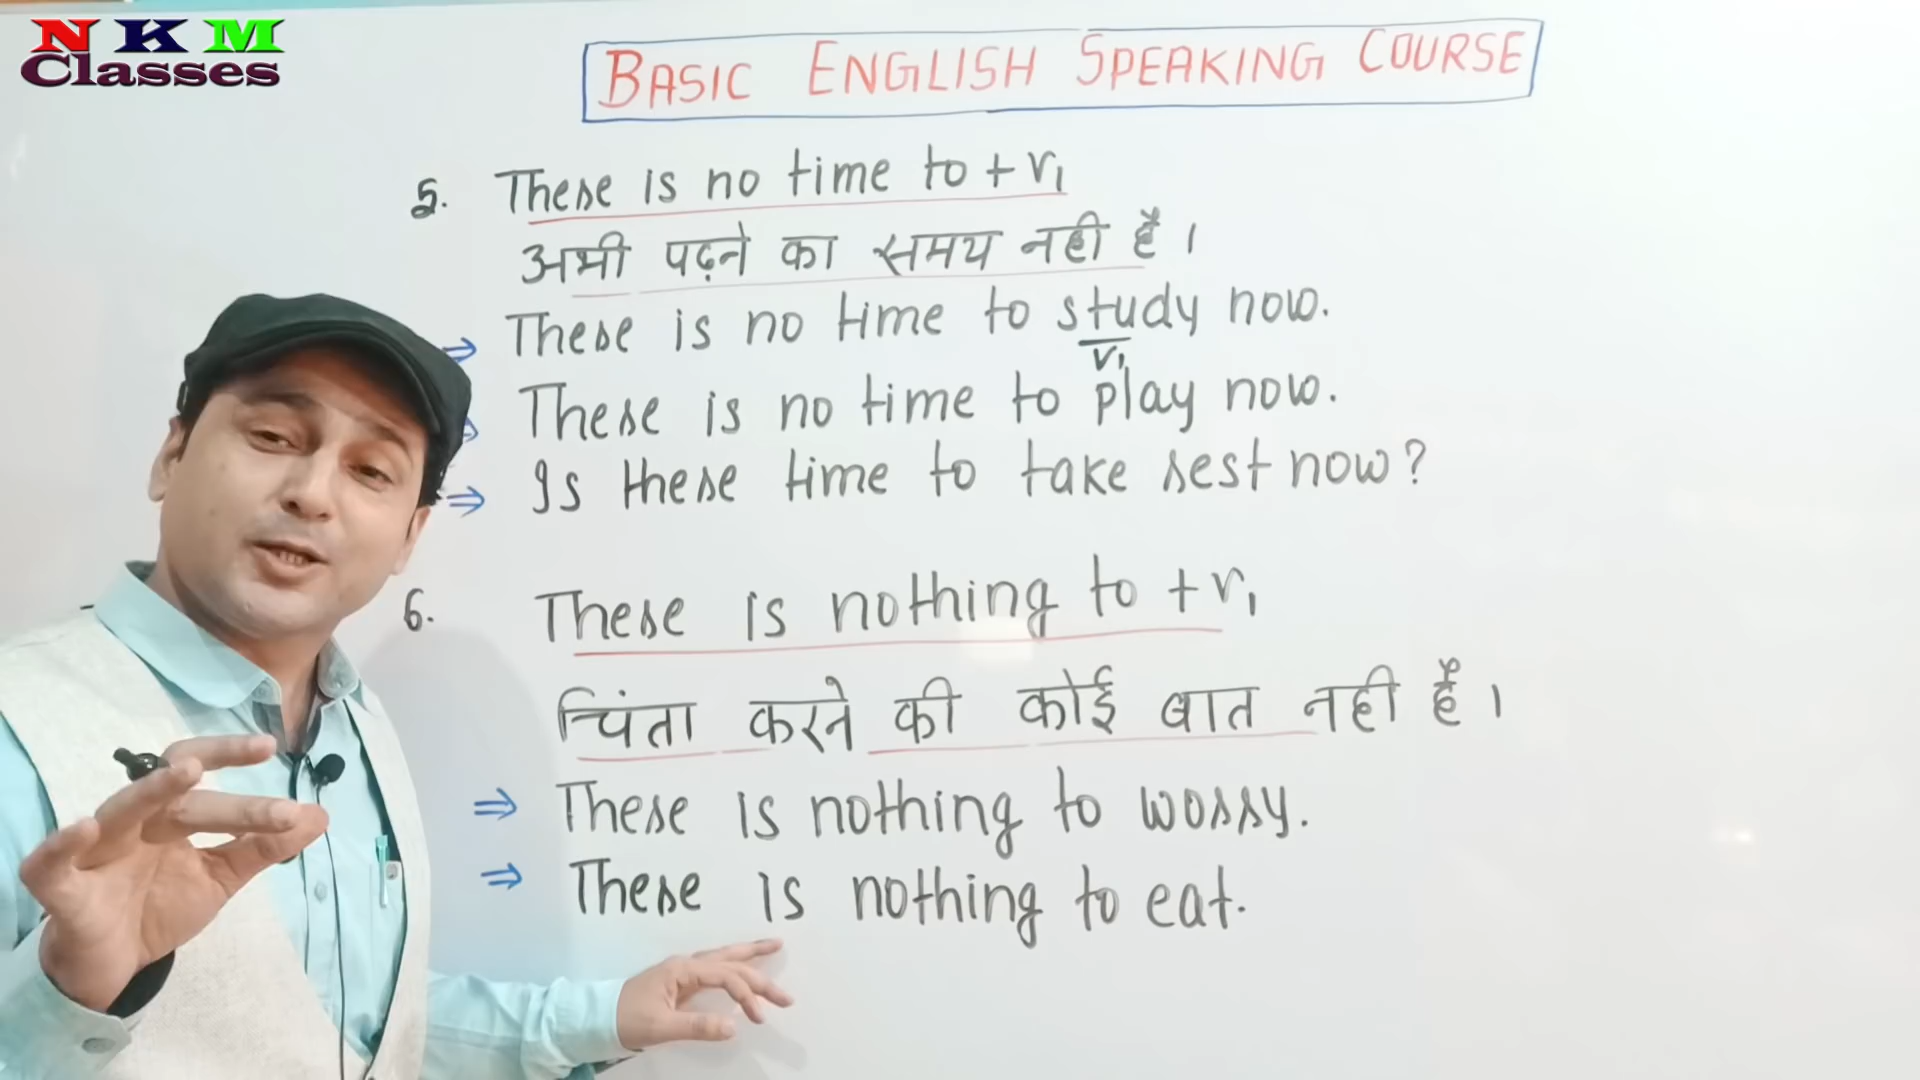 NKM
Classes
BASIC ENGLISH SPEAKING COURSE
5. There is no time to + V₁
अभी पढ़ने का समय नही है ।
⇒ There is no time to study now.
V₁
⇒ There is no time to play now.
⇒ Is there time to take rest now?
6. There is nothing to + V₁
चिंता करने की कोई बात नही है ।
⇒ There is nothing to worry.
⇒ There is nothing to eat.